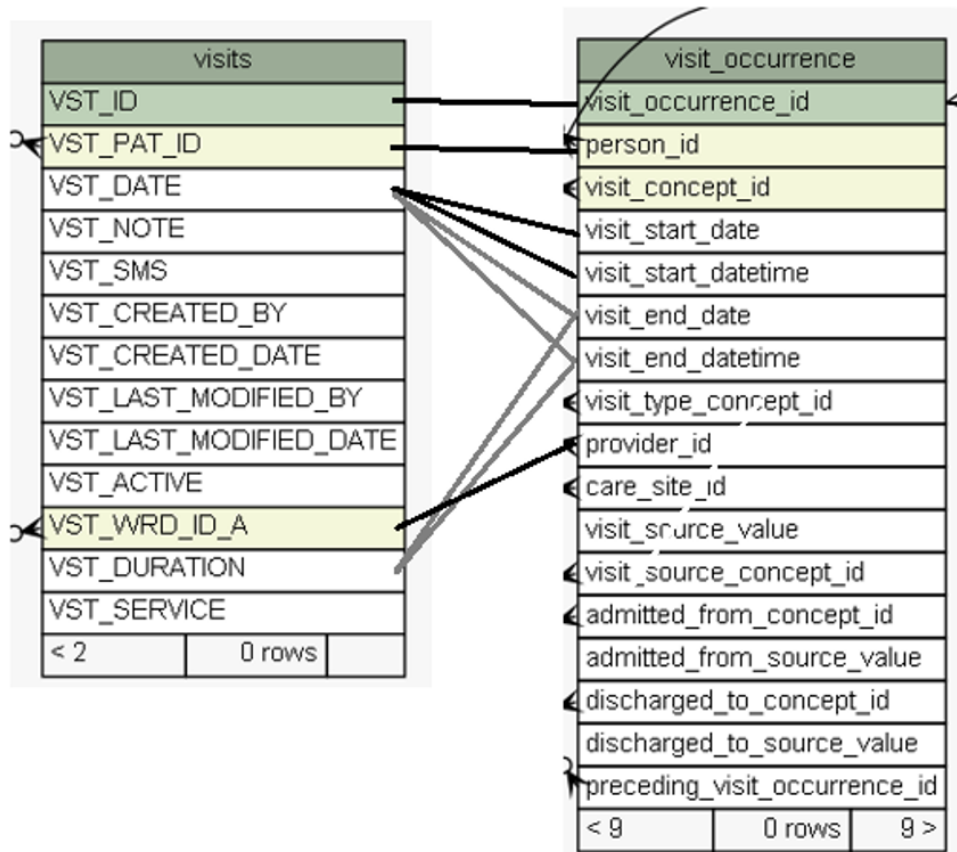 visits
VST_ID
VST_PAT_ID
VST_DATE
VST_NOTE
VST_SMS
VST_CREATED_BY
VST_CREATED_DATE
VST_LAST_MODIFIED_BY
VST_LAST_MODIFIED_DATE
VST_ACTIVE
VST_WRD_ID_A
VST_DURATION
VST_SERVICE
< 2 0 rows
visit_occurrence
visit_occurrence_id
person_id
visit_concept_id
visit_start_date
visit_start_datetime
visit_end_date
visit_end_datetime
visit_type_concept_id
provider_id
care_site_id
visit_source_value
visit_source_concept_id
admitted_from_concept_id
admitted_from_source_value
discharged_to_concept_id
discharged_to_source_value
preceding_visit_occurrence_id
< 9 0 rows 9 >